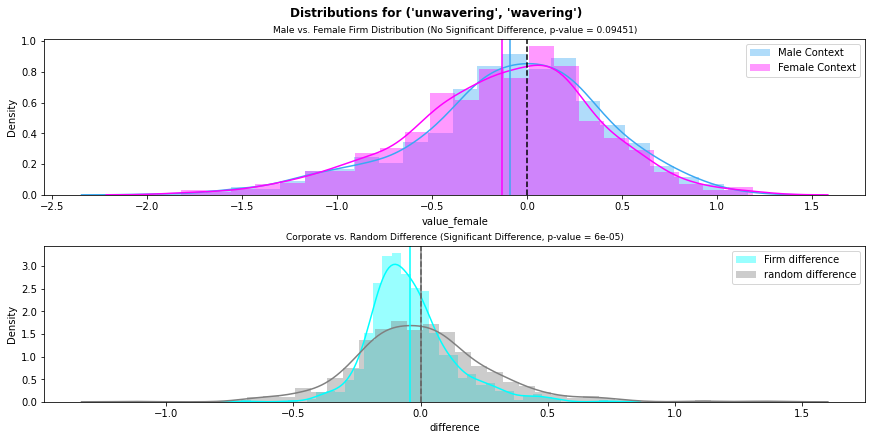 Distributions for ('unwavering', 'wavering')
Male vs. Female Firm Distribution (No Significant Difference, p-value = 0.09451)
1.0
0.8
0.6
0.4
0.2
0.0
Density
Male Context
Female Context
−2.5 −2.0 −1.5 −1.0 −0.5 0.0 0.5 1.0 1.5
value_female
Corporate vs. Random Difference (Significant Difference, p-value = 6e-05)
3.0
2.5
2.0
1.5
1.0
0.5
0.0
Density
Firm difference
random difference
−1.0 −0.5 0.0 0.5 1.0 1.5
difference